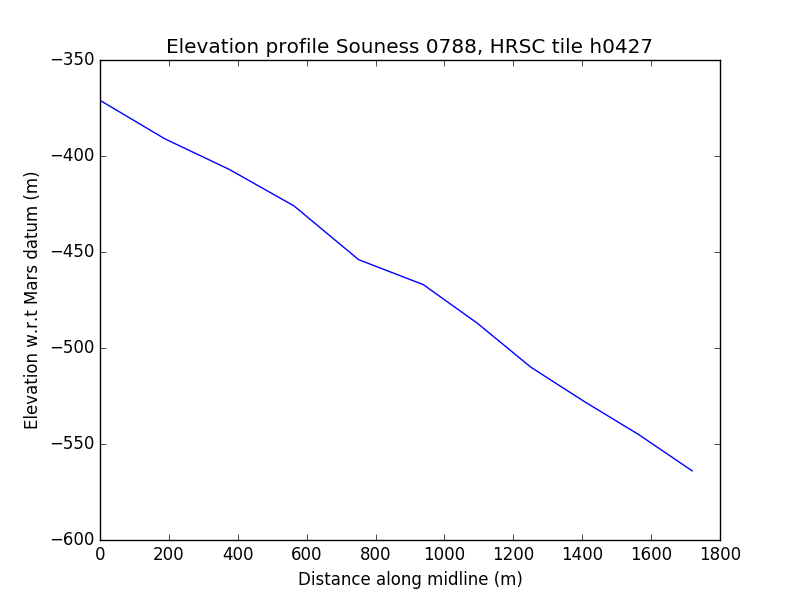 Elevation profile Souness 0788, HRSC tile h0427
−350
−400
−450
−500
−550
−600
Elevation w.r.t Mars datum (m)
0 200 400 600 800 1000 1200 1400 1600 1800
Distance along midline (m)